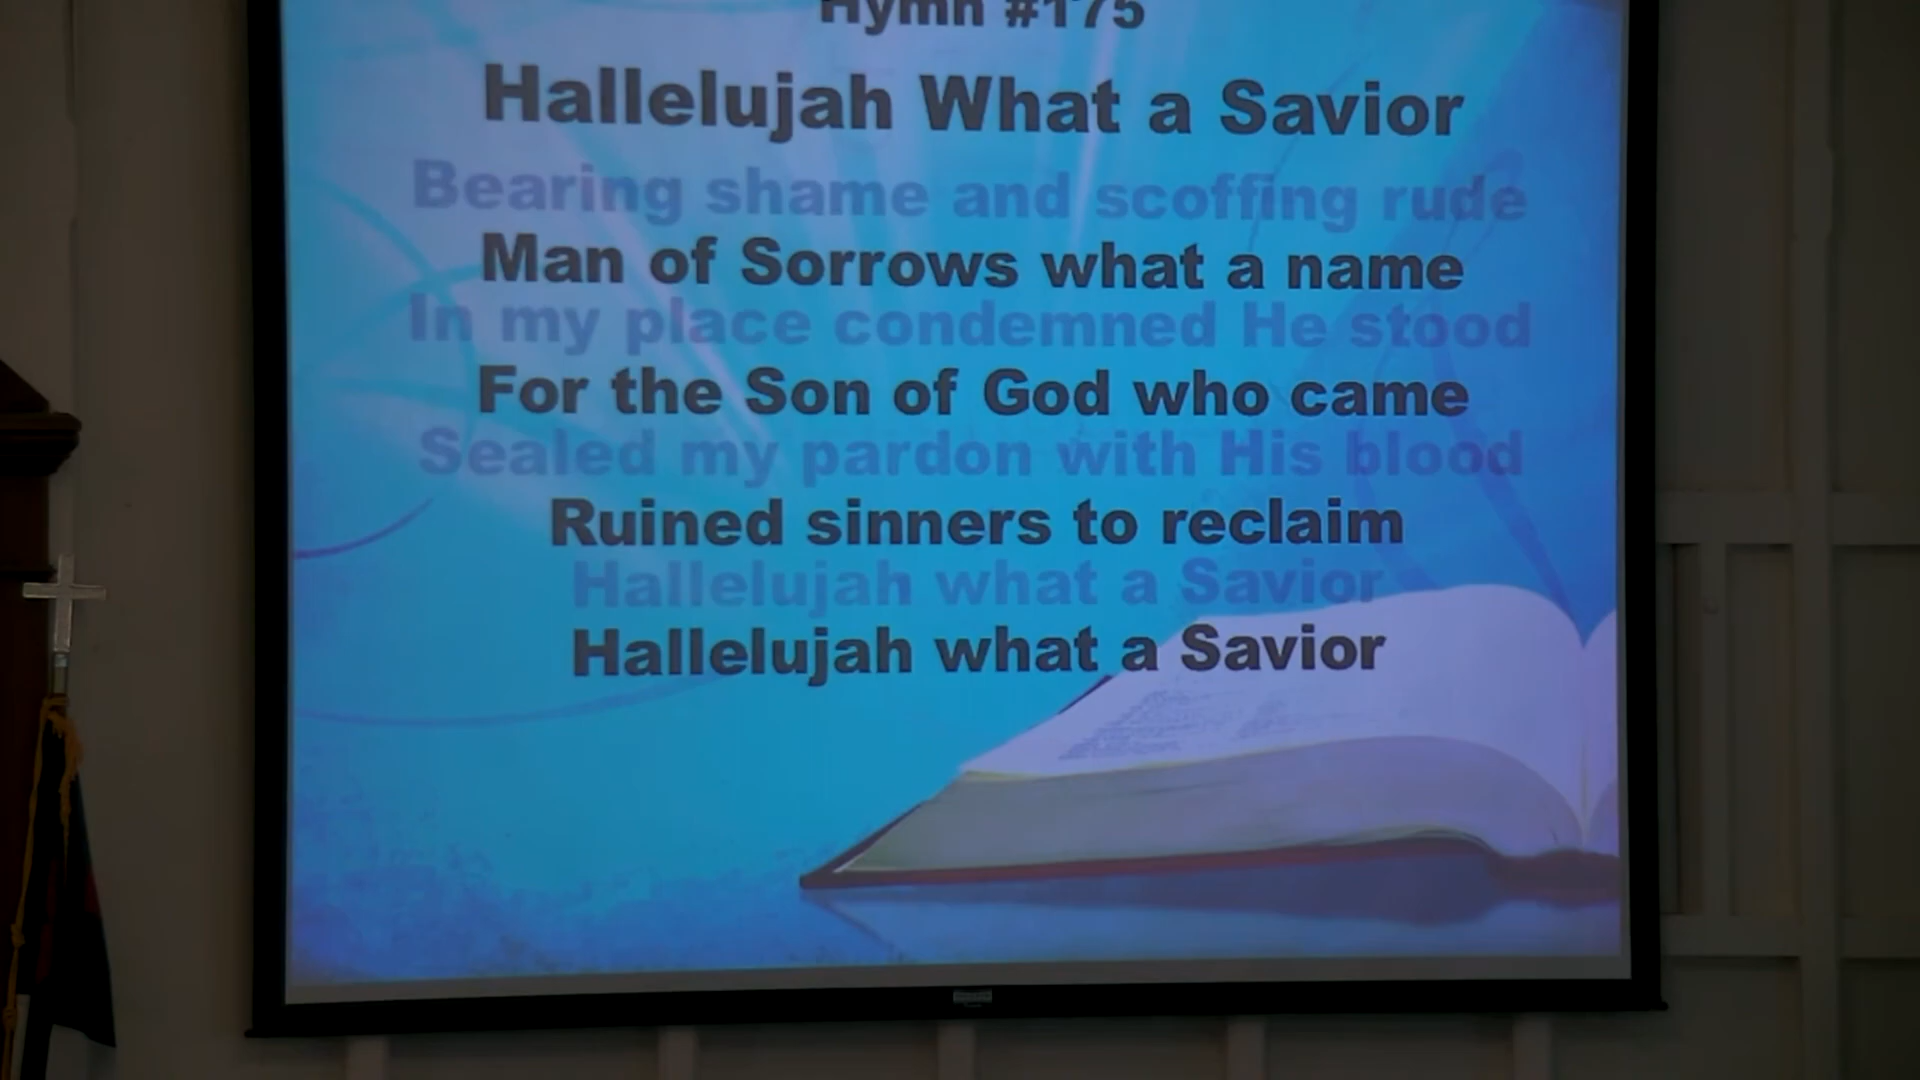 Hymn #175
Hallelujah What a Savior
Bearing shame and scoffing rude
Man of Sorrows what a name
In my place condemned He stood
For the Son of God who came
Sealed my pardon with His blood
Ruined sinners to reclaim
Hallelujah what a Savior
Hallelujah what a Savior